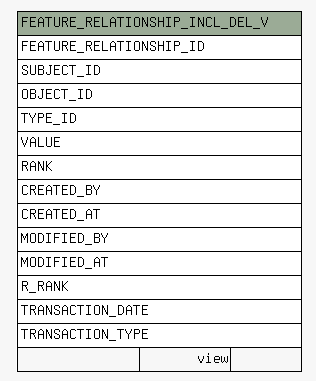 FEATURE_RELATIONSHIP_INCL_DEL_V
FEATURE_RELATIONSHIP_ID
SUBJECT_ID
OBJECT_ID
TYPE_ID
VALUE
RANK
CREATED_BY
CREATED_AT
MODIFIED_BY
MODIFIED_AT
R_RANK
TRANSACTION_DATE
TRANSACTION_TYPE
view